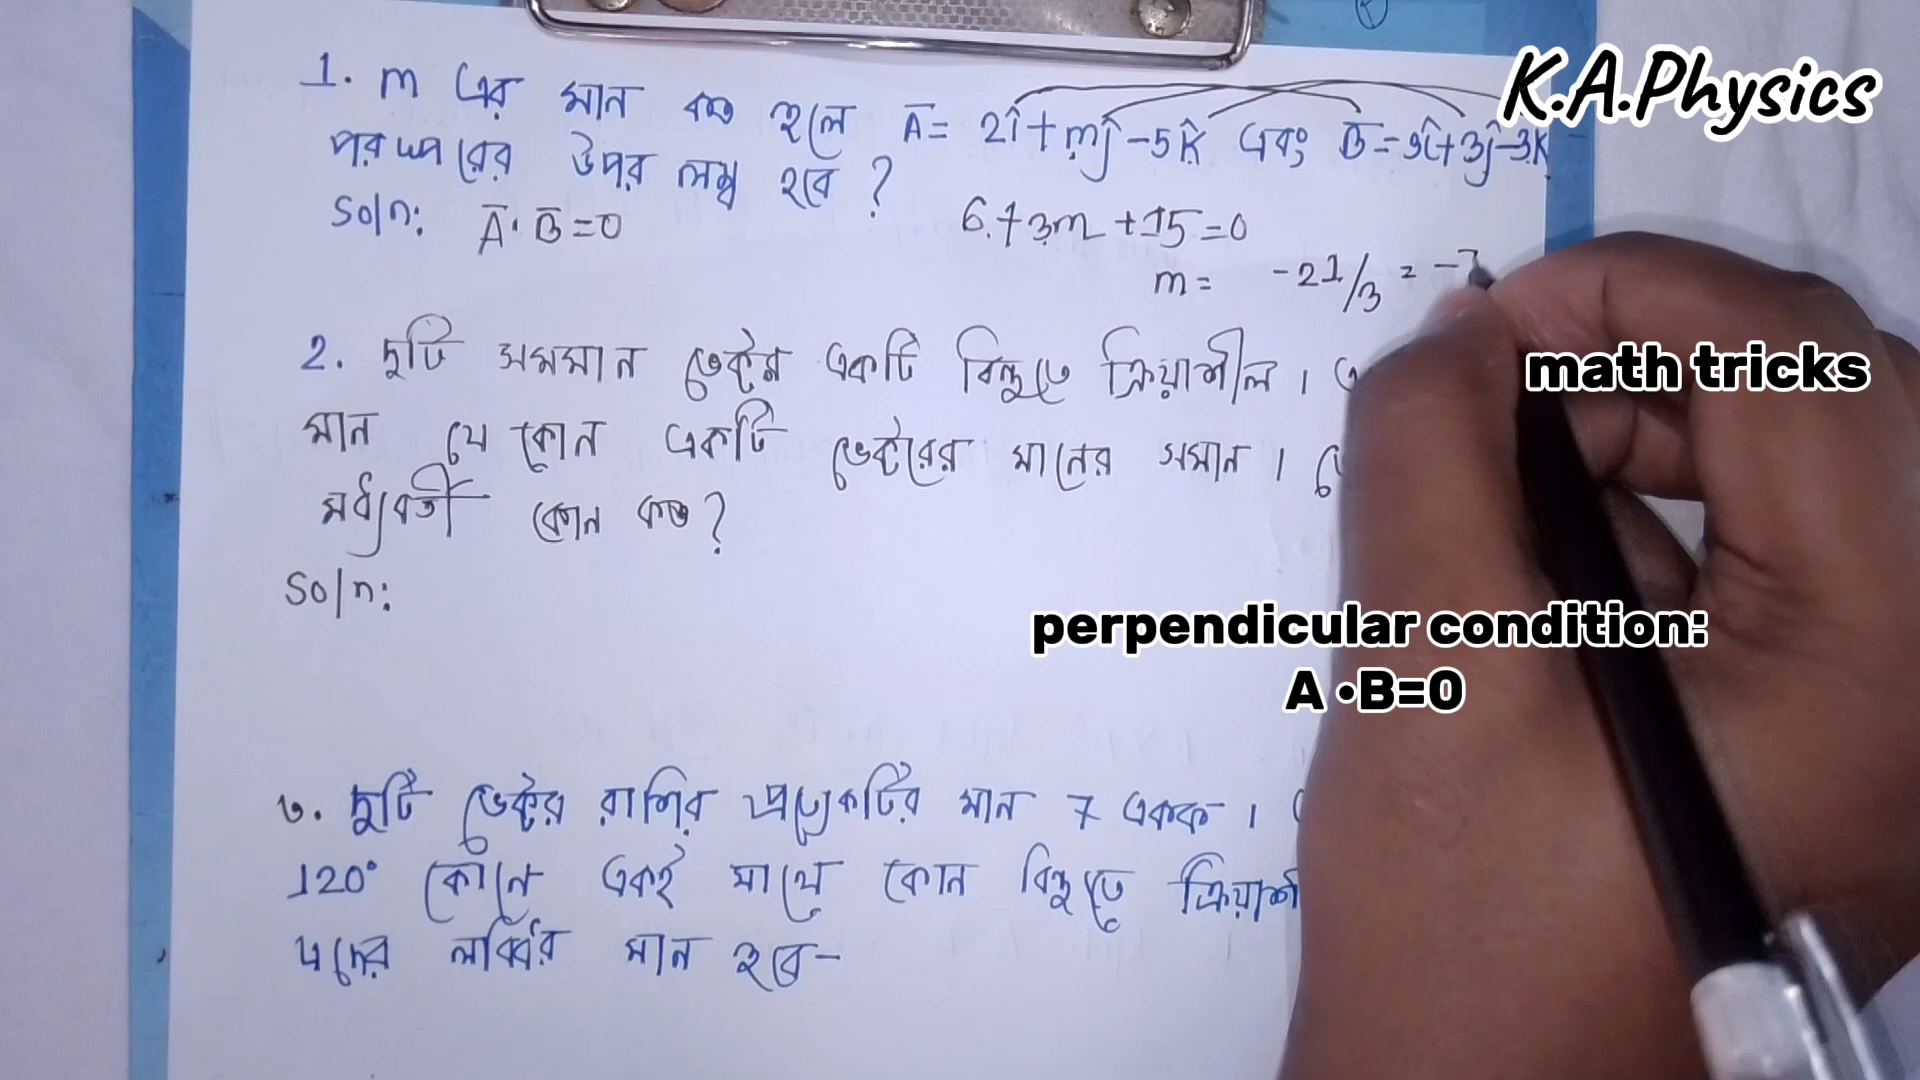 K.A.Physics
1. m এর মান কত হলে A̅= 2î+mĵ-5k̂ এবং B̅=3î+3ĵ-3k̂
পরস্পরের উপর লম্ব হবে ?
Soln: A̅·B̅=0
6+3m+15=0
m= -21/3 = -7
math tricks
2. দুটি সমমান ভেক্টর একটি বিন্দুতে ক্রিয়াশীল।
মান যে কোন একটি ভেক্টরের মানের সমান।
মধ্যবর্তী কোন কত?
Soln:
perpendicular condition:
A •B=0
৩. দুটি ভেক্টর রাশির প্রত্যেকটির মান 7 একক।
120° কোনে একই সাথে কোন বিন্দুতে
এদের লব্ধির মান হবে-